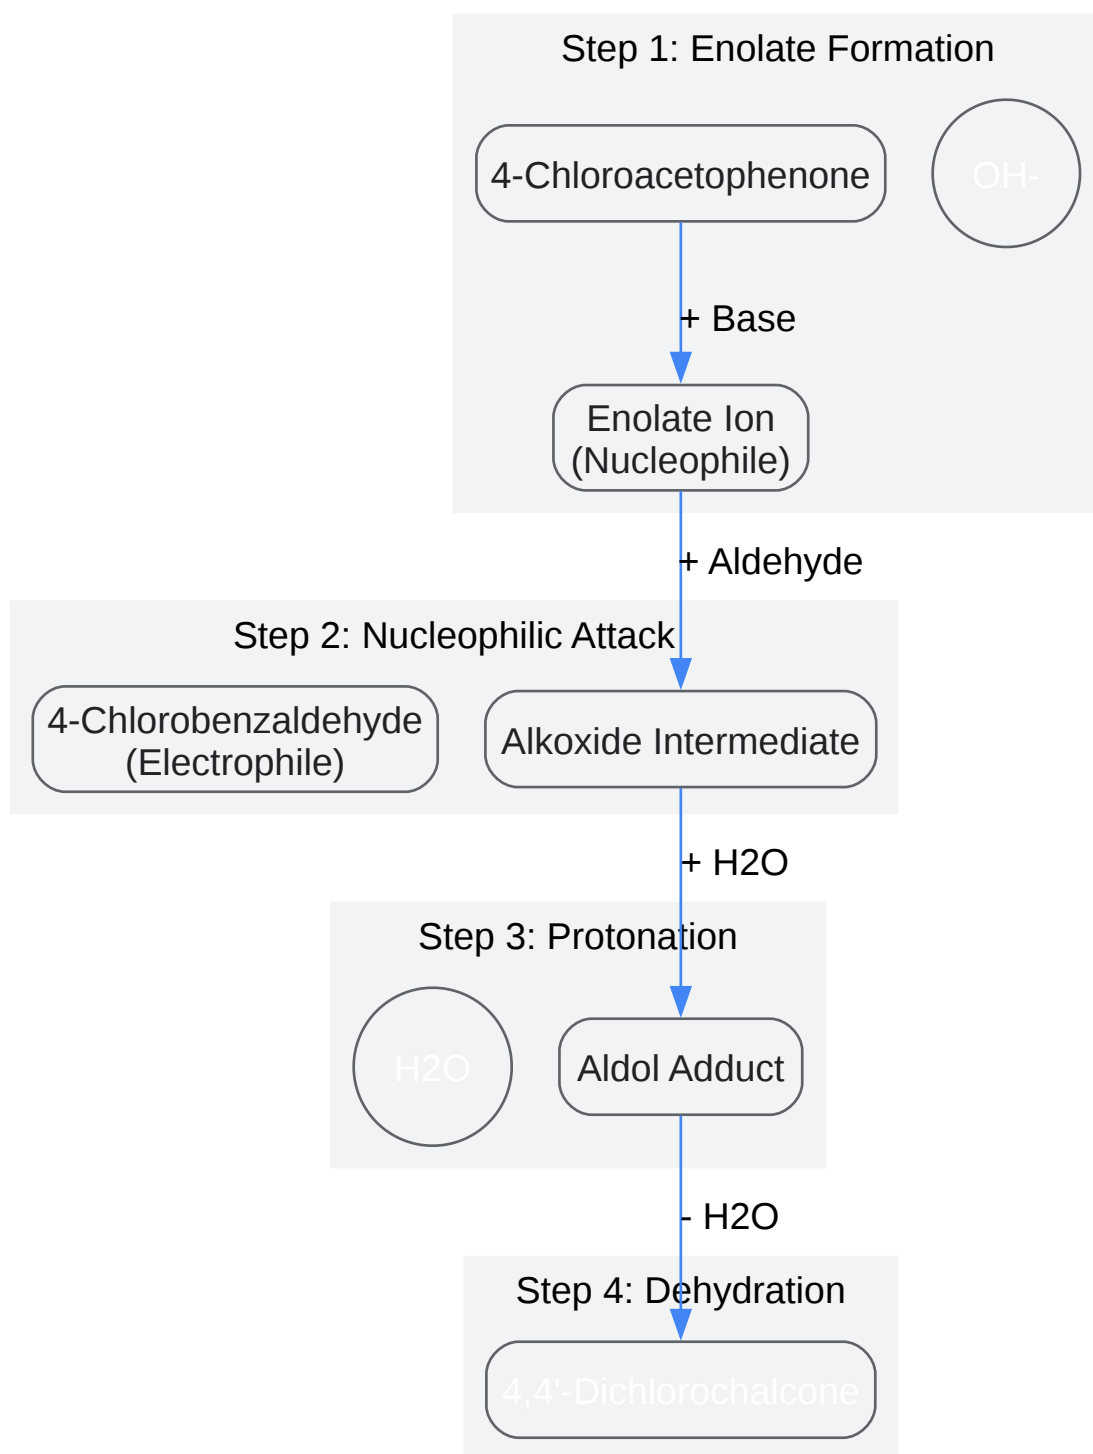 Step 1: Enolate Formation
4-Chloroacetophenone
OH-
+ Base
Enolate Ion
(Nucleophile)
+ Aldehyde
Step 2: Nucleophilic Attack
4-Chlorobenzaldehyde
(Electrophile)
Alkoxide Intermediate
+ H2O
Step 3: Protonation
H2O
Aldol Adduct
- H2O
Step 4: Dehydration
4,4'-Dichlorochalcone